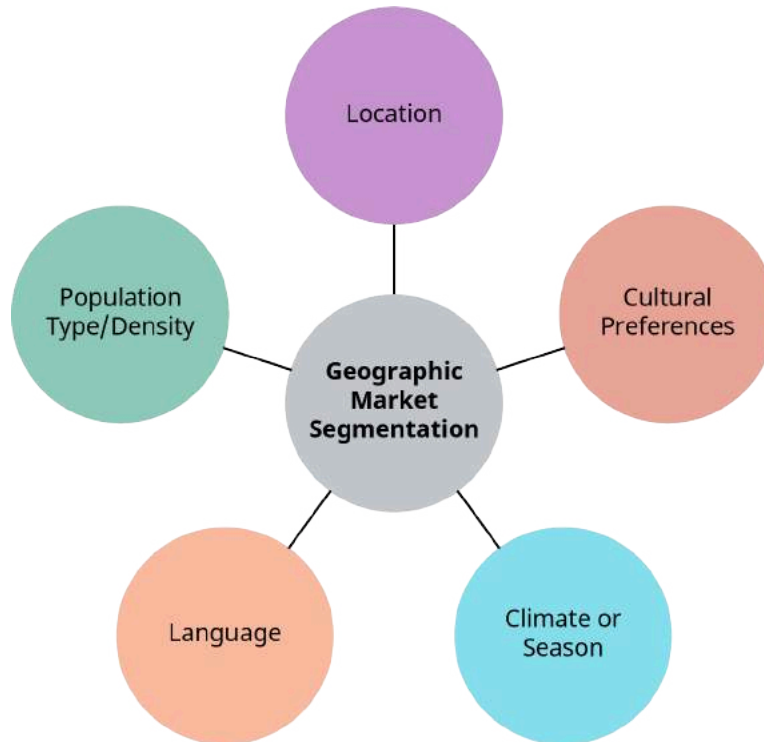 Location
Population
Type/Density
Cultural
Preferences
Geographic
Market
Segmentation
Language
Climate or
Season